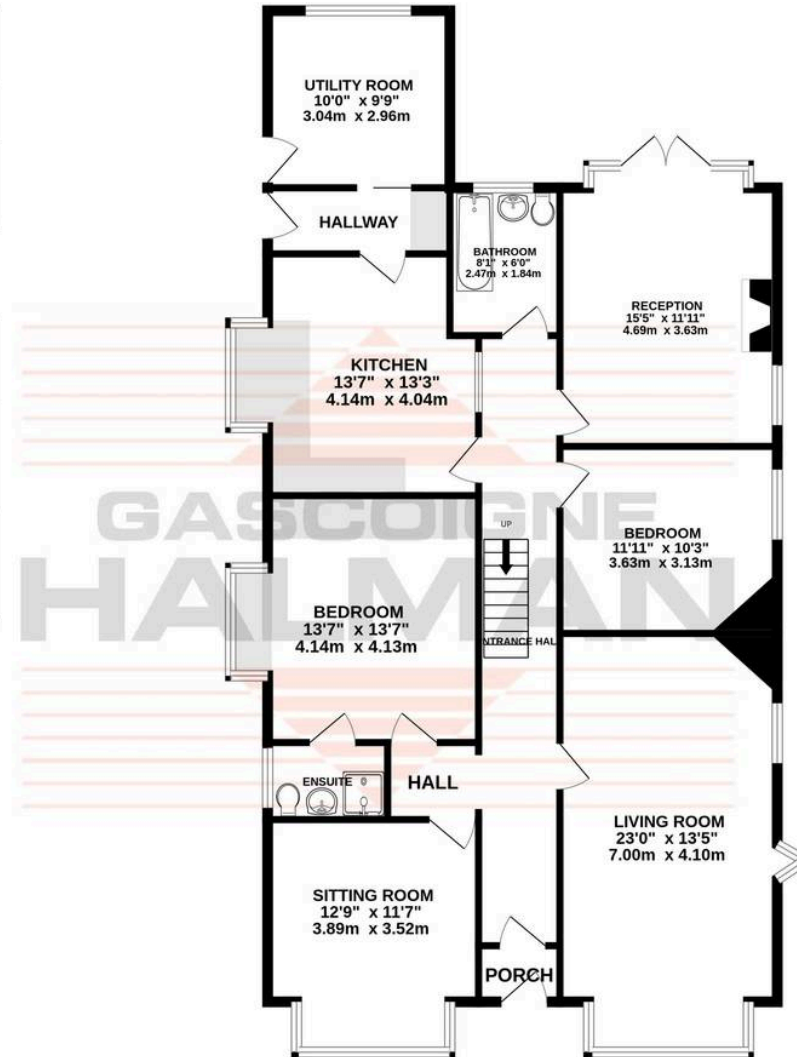 UTILITY ROOM
10'0" x 9'9"
3.04m x 2.96m
HALLWAY
BATHROOM
8'1" x 6'0"
2.47m x 1.84m
RECEPTION
15'5" x 11'11"
4.69m x 3.63m
KITCHEN
13'7" x 13'3"
4.14m x 4.04m
GASCOIGNE
HALMAN
UP
BEDROOM
11'11" x 10'3"
3.63m x 3.13m
BEDROOM
13'7" x 13'7"
4.14m x 4.13m
NTRANCE HAL
ENSUITE
HALL
LIVING ROOM
23'0" x 13'5"
7.00m x 4.10m
SITTING ROOM
12'9" x 11'7"
3.89m x 3.52m
PORCH